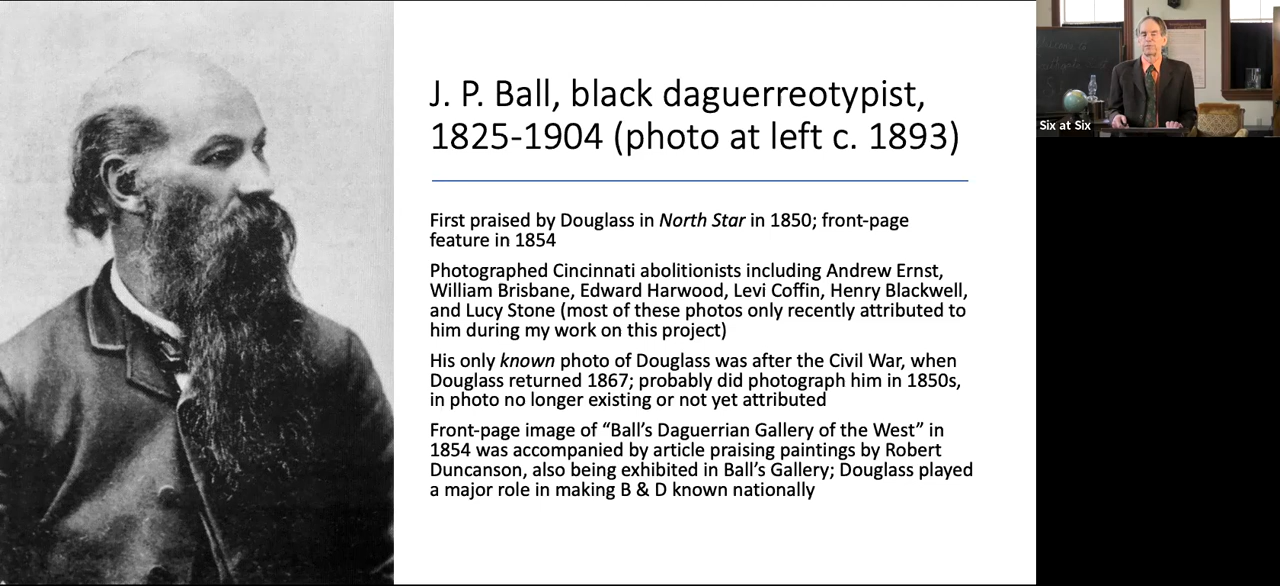 J. P. Ball, black daguerreotypist,
1825-1904 (photo at left c. 1893)
First praised by Douglass in North Star in 1850; front-page
feature in 1854
Photographed Cincinnati abolitionists including Andrew Ernst,
William Brisbane, Edward Harwood, Levi Coffin, Henry Blackwell,
and Lucy Stone (most of these photos only recently attributed to
him during my work on this project)
His only known photo of Douglass was after the Civil War, when
Douglass returned 1867; probably did photograph him in 1850s,
in photo no longer existing or not yet attributed
Front-page image of “Ball’s Daguerrian Gallery of the West” in
1854 was accompanied by article praising paintings by Robert
Duncanson, also being exhibited in Ball’s Gallery; Douglass played
a major role in making B & D known nationally
Six at Six